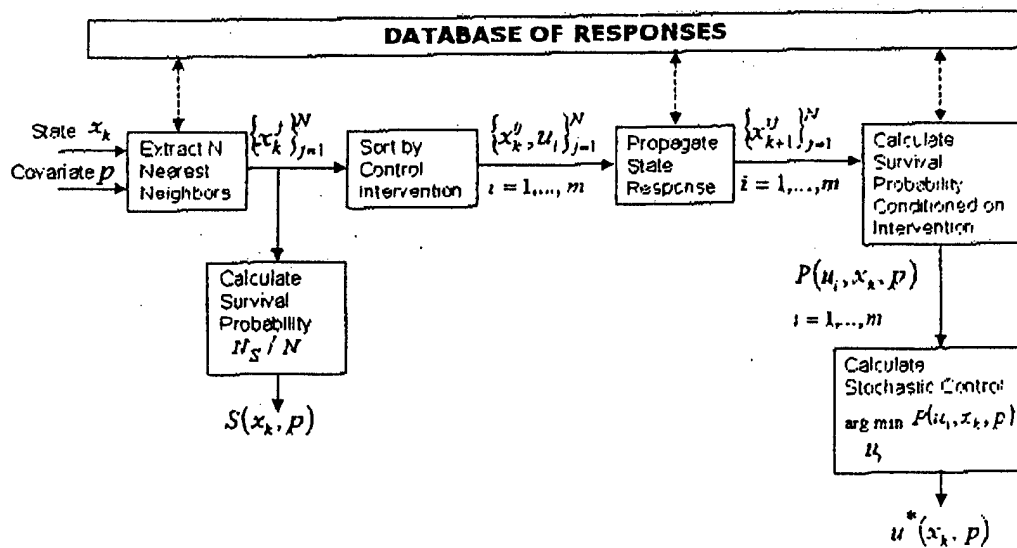 DATABASE OF RESPONSES
State x_k
Covariate p
Extract N
Nearest
Neighbors
{x_k^j}_{j=1}^N
Sort by
Control
Intervention
{x_k^{ij}, u_i}_{j=1}^N
i = 1,..., m
Propagate
State
Response
{x_{k+1}^{ij}}_{j=1}^N
i = 1,..., m
Calculate
Survival
Probability
Conditioned on
Intervention
Calculate
Survival
Probability
N_S / N
S(x_k, p)
P(u_i, x_k, p)
i = 1,..., m
Calculate
Stochastic Control
arg min P(u_i, x_k, p)
u_i
u*(x_k, p)